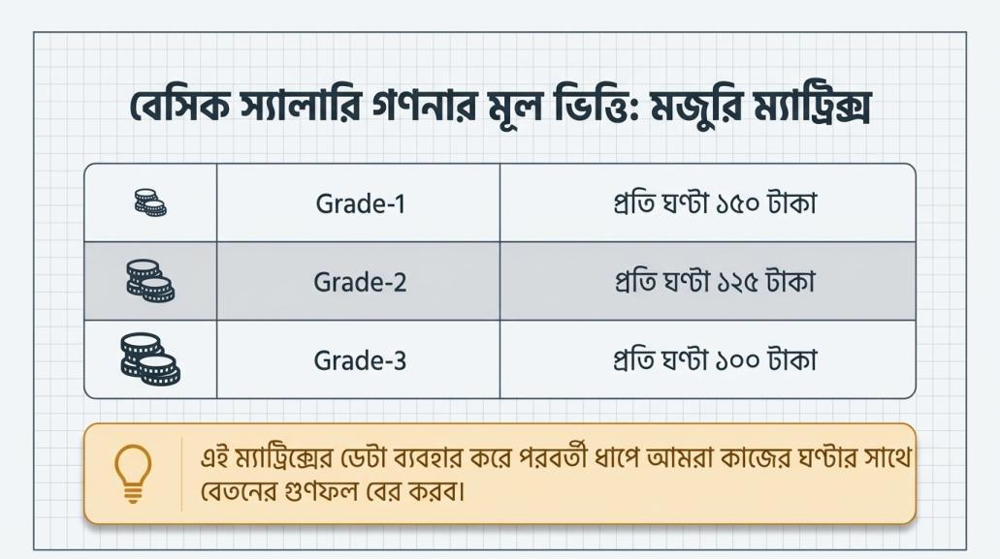 বেসিক স্যালারি গণনার মূল ভিত্তি: মজুরি ম্যাট্রিক্স
Grade-1 প্রতি ঘণ্টা ১৫০ টাকা
Grade-2 প্রতি ঘণ্টা ১২৫ টাকা
Grade-3 প্রতি ঘণ্টা ১০০ টাকা
এই ম্যাট্রিক্সের ডেটা ব্যবহার করে পরবর্তী ধাপে আমরা কাজের ঘণ্টার সাথে
বেতনের গুণফল বের করব।